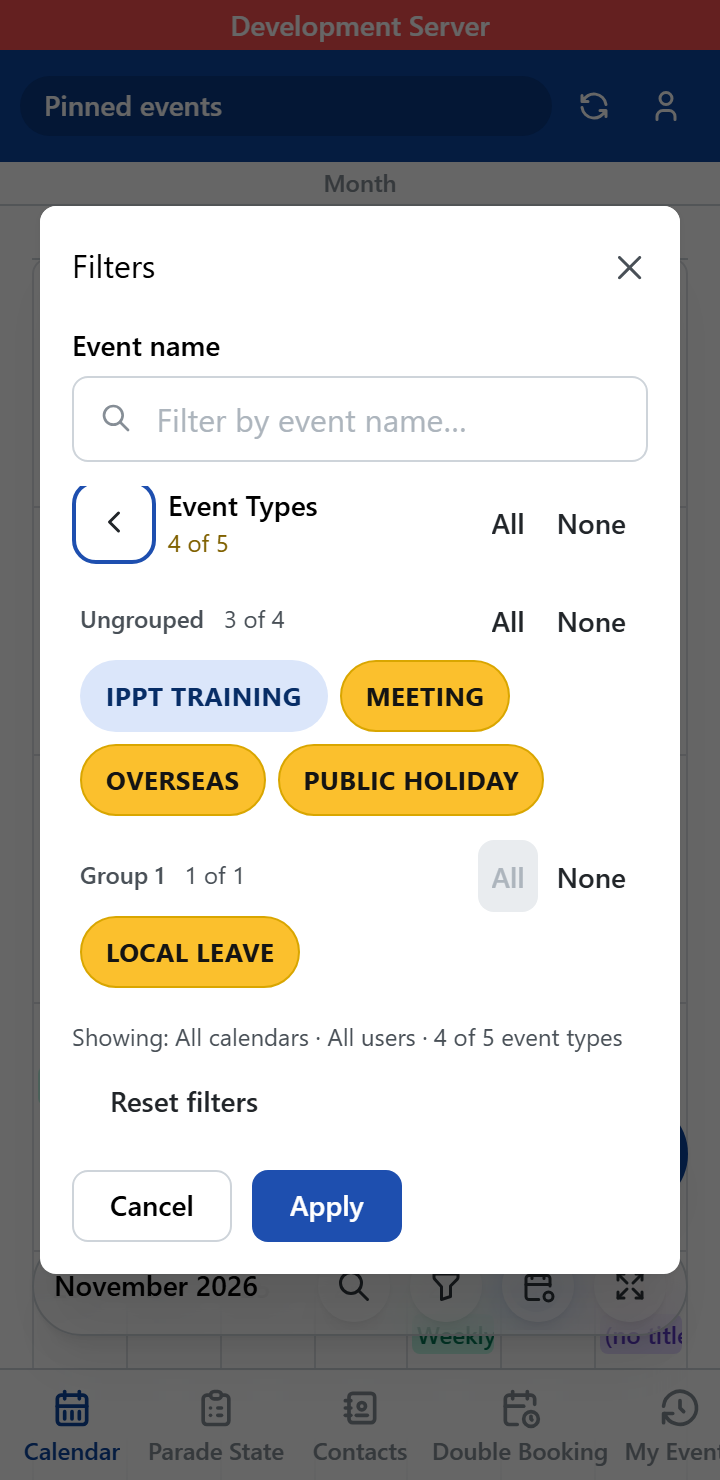 Development Server
Pinned events
Month
Filters
Event name
Filter by event name...
Event Types
4 of 5
All None
Ungrouped 3 of 4
All None
IPPT TRAINING MEETING
OVERSEAS PUBLIC HOLIDAY
Group 1 1 of 1
All None
LOCAL LEAVE
Showing: All calendars · All users · 4 of 5 event types
Reset filters
Cancel Apply
November 2026
Weekly (no title
Calendar Parade State Contacts Double Booking My Event